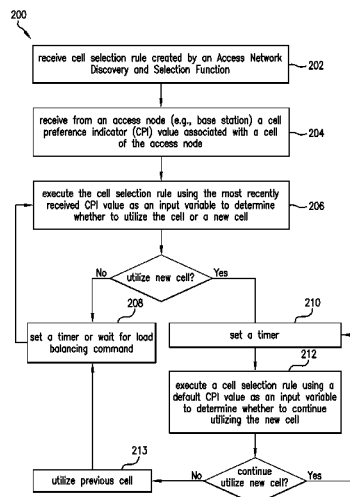 200
receive cell selection rule created by an Access Network
Discovery and Selection Function
202
receive from an access node (e.g., base station) a cell
preference indicator (CPI) value associated with a cell
of the access node
204
execute the cell selection rule using the most recently
received CPI value as an input variable to determine
whether to utilize the cell or a new cell
206
No
utilize new cell?
Yes
208
set a timer or wait for load
balancing command
210
set a timer
212
execute a cell selection rule using a
default CPI value as an input variable
to determine whether to continue
utilizing the new cell
213
utilize previous cell
No
continue
utilize new cell?
Yes